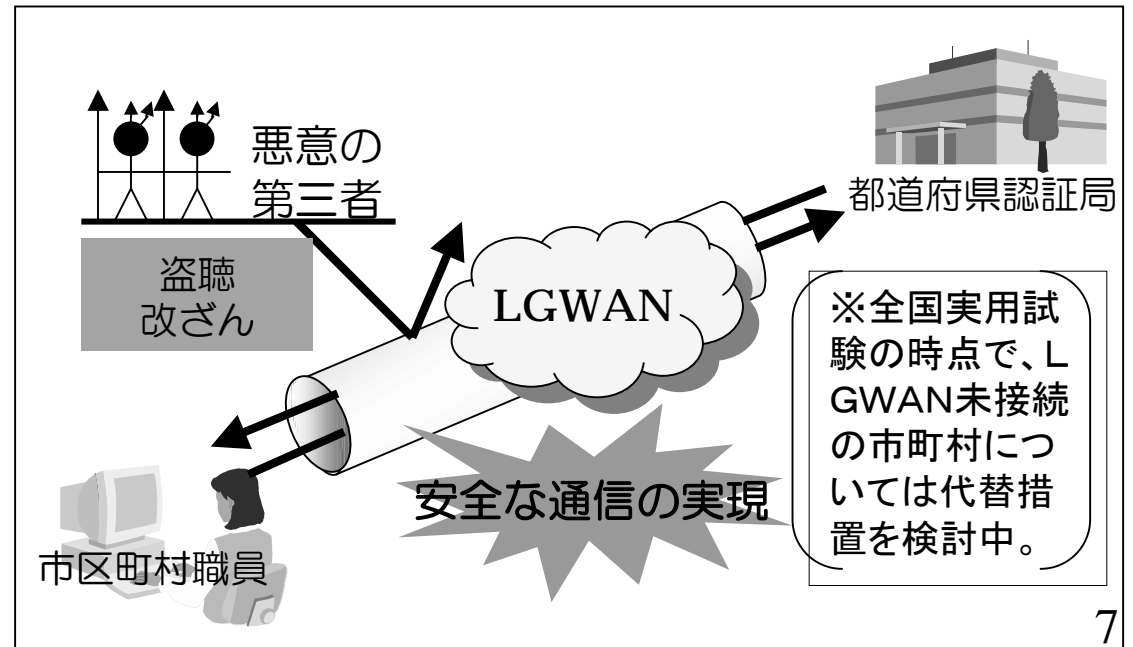 悪意の
第三者
盗聴
改ざん
都道府県認証局
LGWAN
※全国実用試
験の時点で、L
GWAN未接続
の市町村につ
いては代替措
置を検討中。
安全な通信の実現
市区町村職員
7